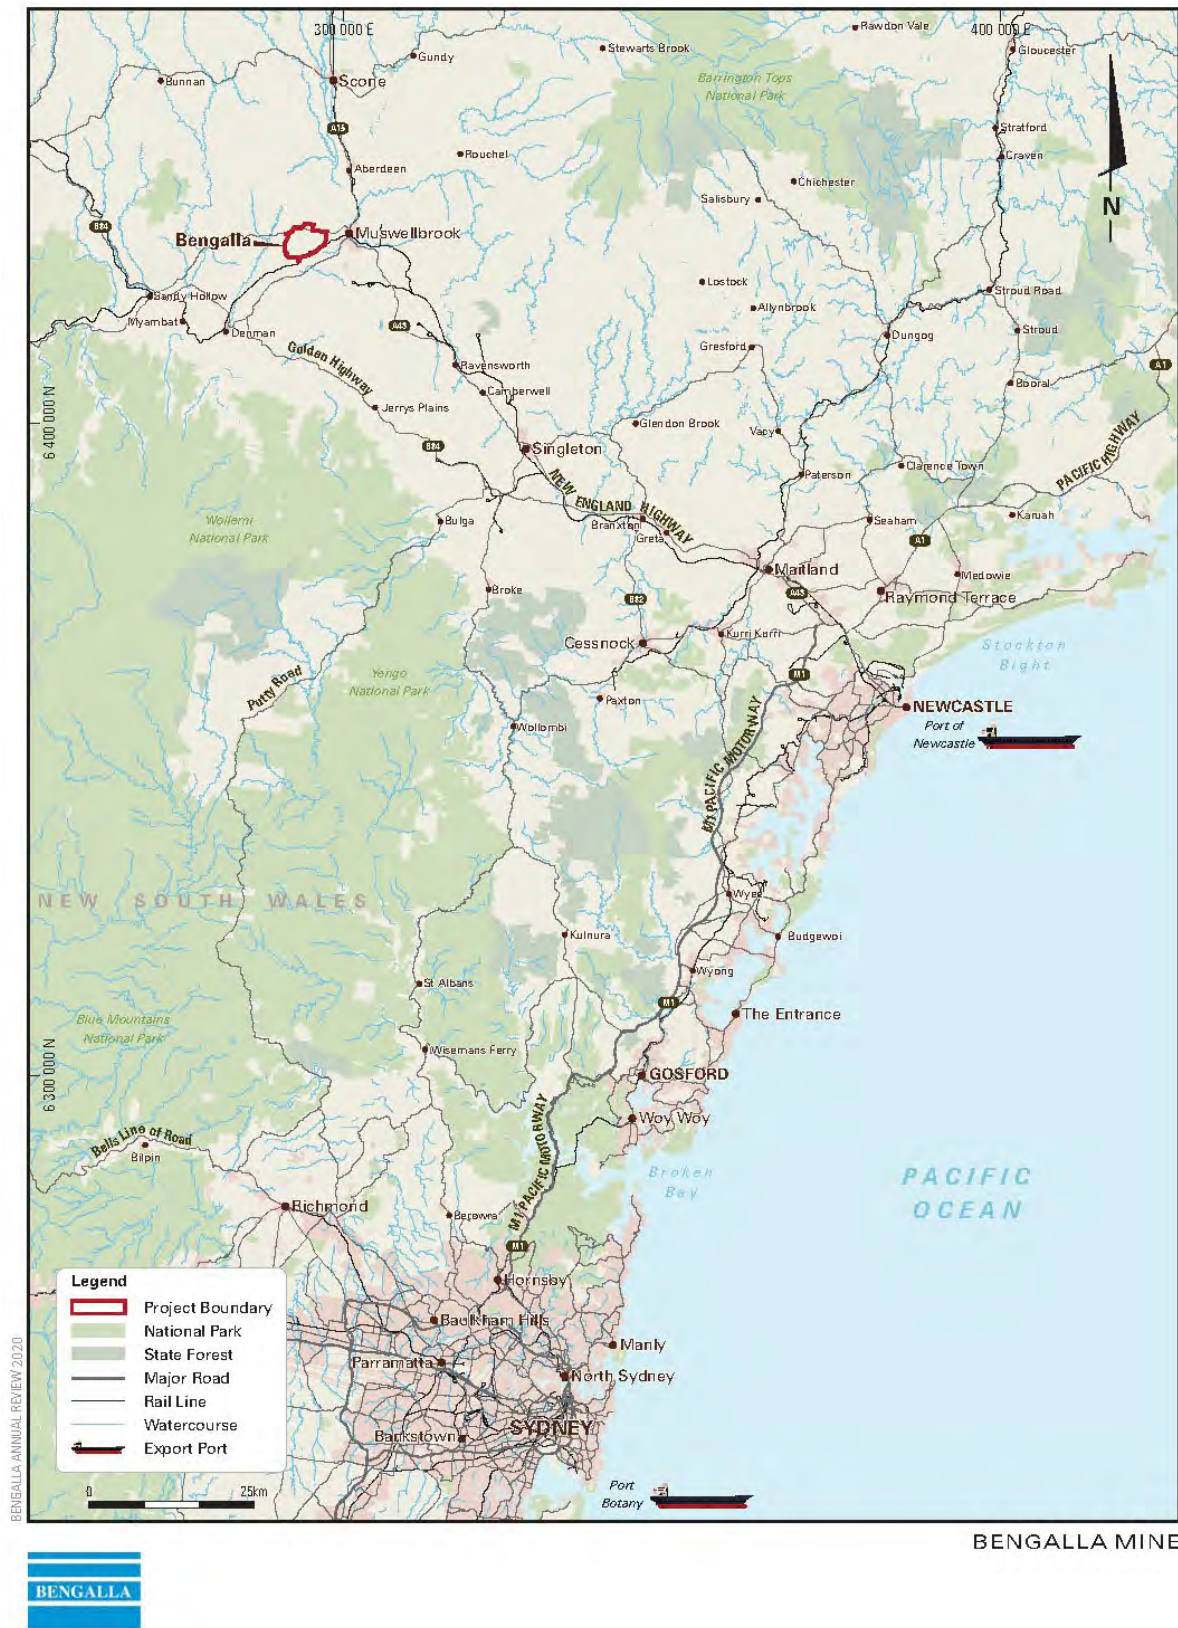 300 000 E
400 000 E
Rawdon Vale
Stewarts Brook
Gloucester
Gundy
Scone
Bunnan
Barrington Tops
National Park
A15
Stratford
Craven
Rouchel
Aberdeen
Chichester
Salisbury
N
B84
Bengalla
Muswellbrook
Lostock
Stroud Road
Sandy Hollow
Allynbrook
Myambat
Denman
A43
Stroud
Dungog
Gresford
Golden Highway
Ravensworth
A1
Camberwell
Booral
Jerrys Plains
6 400 000 N
Glendon Brook
Vacy
B84
Singleton
PACIFIC HIGHWAY
Clarence Town
Paterson
NEW ENGLAND HIGHWAY
Wollemi
National Park
Bulga
Branxton
Greta
Seaham
Karuah
A1
Maitland
Medowie
Broke
B82
A43
Raymond Terrace
Cessnock
Kurri Kurri
Stockton
Bight
Yengo
National Park
Putty Road
M1
Paxton
NEWCASTLE
Port of
Newcastle
Wollombi
M1 PACIFIC MOTORWAY
NEW SOUTH WALES
Wyee
Kulnura
Budgewoi
Wyong
St Albans
M1
The Entrance
Blue Mountains
National Park
Wisemans Ferry
6 300 000 N
GOSFORD
Woy Woy
M1 PACIFIC MOTORWAY
Bells Line of Road
Bilpin
Broken
Bay
PACIFIC
OCEAN
Richmond
Berowra
M1
Hornsby
Legend
Project Boundary
National Park
State Forest
Major Road
Rail Line
Watercourse
Export Port
Baulkham Hills
Manly
Parramatta
North Sydney
SYDNEY
Bankstown
0 25km
Port
Botany
BENGALLA ANNUAL REVIEW 2020
BENGALLA MINE
BENGALLA